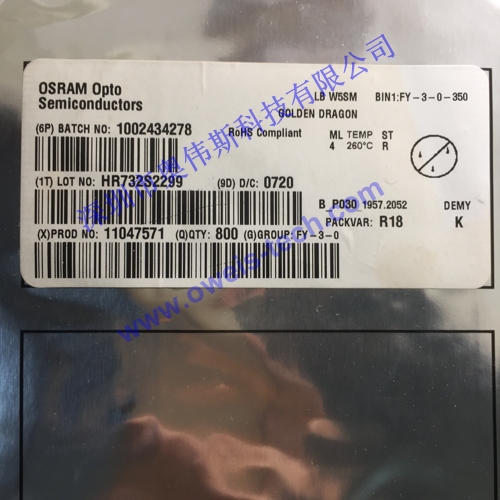 OSRAM Opto
Semiconductors
LB W5SM BIN1:FY-3-0-350
GOLDEN DRAGON
(6P) BATCH NO: 1002434278
RoHS Compliant
ML TEMP ST
4 260°C R
(1T) LOT NO: HR732S2299 (9D) D/C: 0720
B P030 1957.2052 DEMY
PACKVAR: R18 K
(X)PROD NO: 11047571 (Q)QTY: 800 (G)GROUP: FY-3-0
深圳市奥伟斯科技有限公司
www.oweis-tech.com